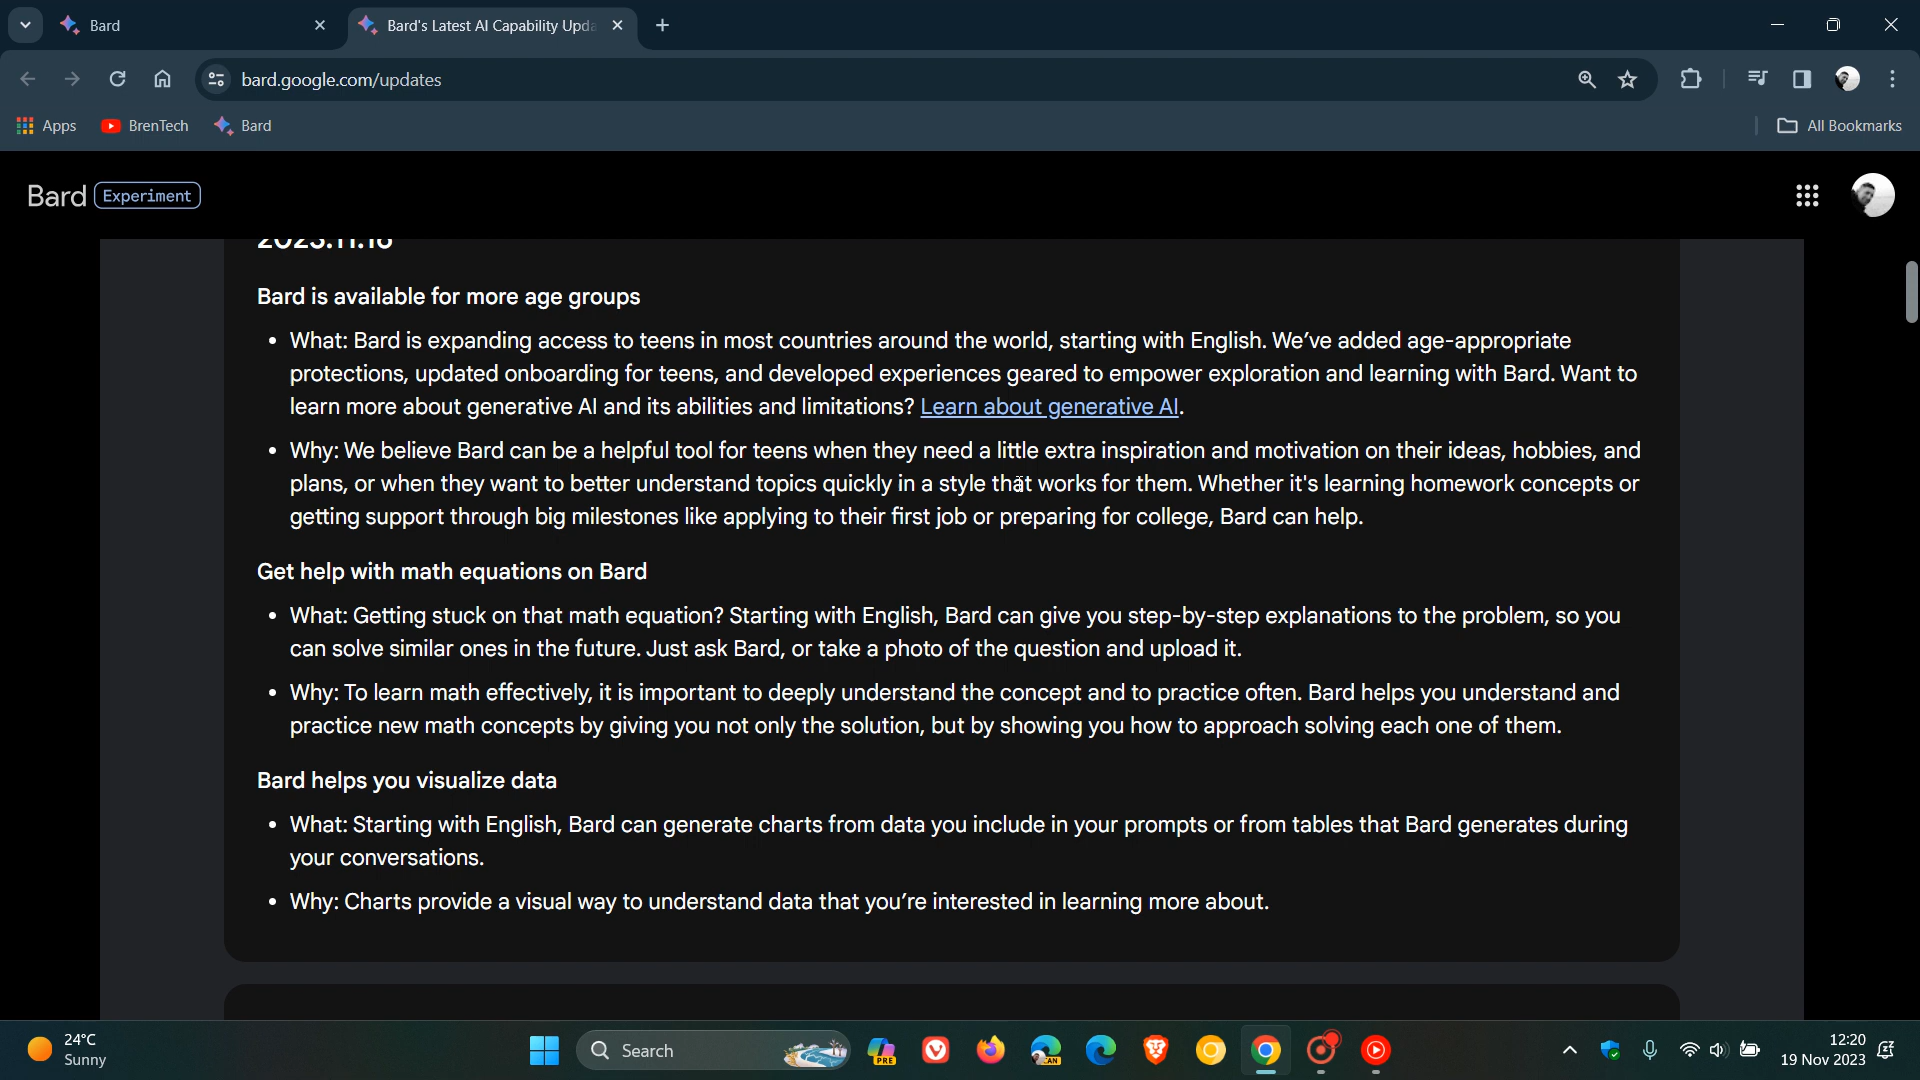 Bard
Bard's Latest AI Capability Upda
bard.google.com/updates
Apps
BrenTech
Bard
All Bookmarks
Bard Experiment
2023.11.16
Bard is available for more age groups
• What: Bard is expanding access to teens in most countries around the world, starting with English. We've added age-appropriate
protections, updated onboarding for teens, and developed experiences geared to empower exploration and learning with Bard. Want to
learn more about generative AI and its abilities and limitations? Learn about generative AI.
• Why: We believe Bard can be a helpful tool for teens when they need a little extra inspiration and motivation on their ideas, hobbies, and
plans, or when they want to better understand topics quickly in a style that works for them. Whether it's learning homework concepts or
getting support through big milestones like applying to their first job or preparing for college, Bard can help.
Get help with math equations on Bard
• What: Getting stuck on that math equation? Starting with English, Bard can give you step-by-step explanations to the problem, so you
can solve similar ones in the future. Just ask Bard, or take a photo of the question and upload it.
• Why: To learn math effectively, it is important to deeply understand the concept and to practice often. Bard helps you understand and
practice new math concepts by giving you not only the solution, but by showing you how to approach solving each one of them.
Bard helps you visualize data
• What: Starting with English, Bard can generate charts from data you include in your prompts or from tables that Bard generates during
your conversations.
• Why: Charts provide a visual way to understand data that you're interested in learning more about.
24°C
Sunny
Search
PRE
CAN
12:20
19 Nov 2023